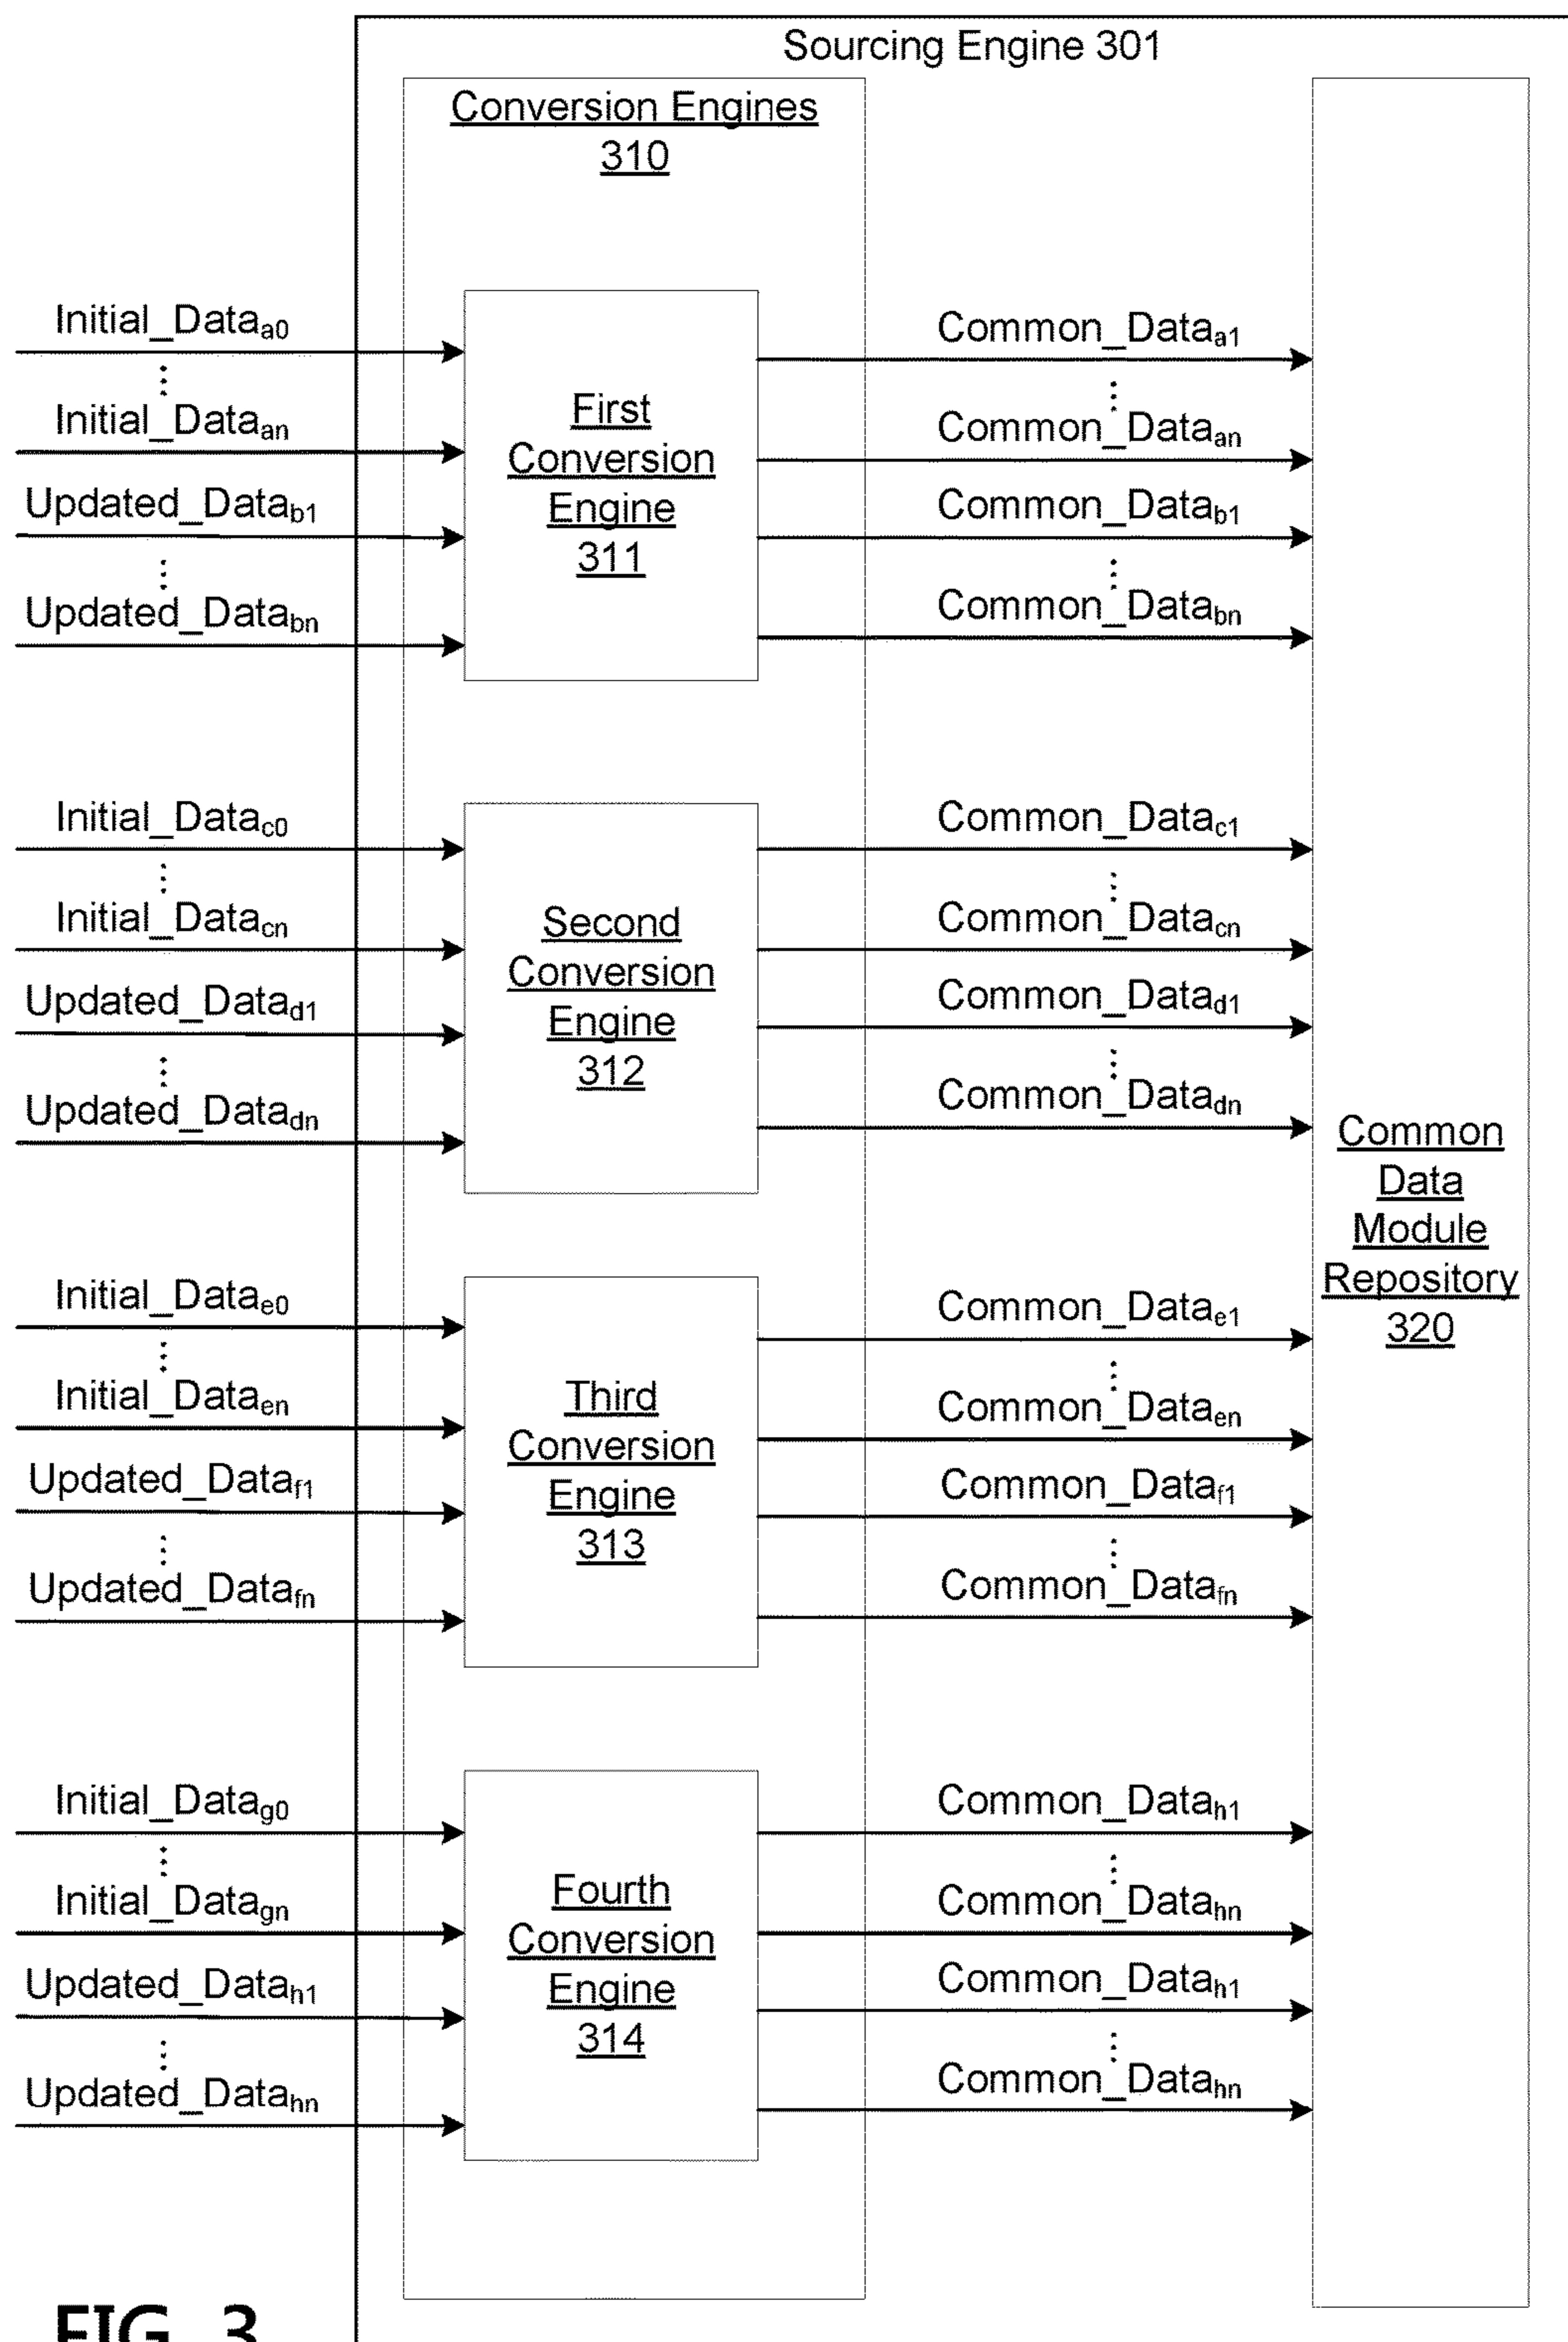 Sourcing Engine 301
Conversion Engines
310
Initial_Dataa0
Initial_Dataan
Updated_Datab1
Updated_Databn
First
Conversion
Engine
311
Common_Dataa1
Common_Dataan
Common_Datab1
Common_Databn
Initial_Datac0
Initial_Datacn
Updated_Datad1
Updated_Datadn
Second
Conversion
Engine
312
Common_Datac1
Common_Datacn
Common_Datad1
Common_Datadn
Common
Data
Module
Repository
320
Initial_Datae0
Initial_Dataen
Updated_Dataf1
Updated_Datafn
Third
Conversion
Engine
313
Common_Datae1
Common_Dataen
Common_Dataf1
Common_Datafn
Initial_Datag0
Initial_Datagn
Updated_Datah1
Updated_Datahn
Fourth
Conversion
Engine
314
Common_Datah1
Common_Datahn
Common_Datah1
Common_Datahn
FIG. 3